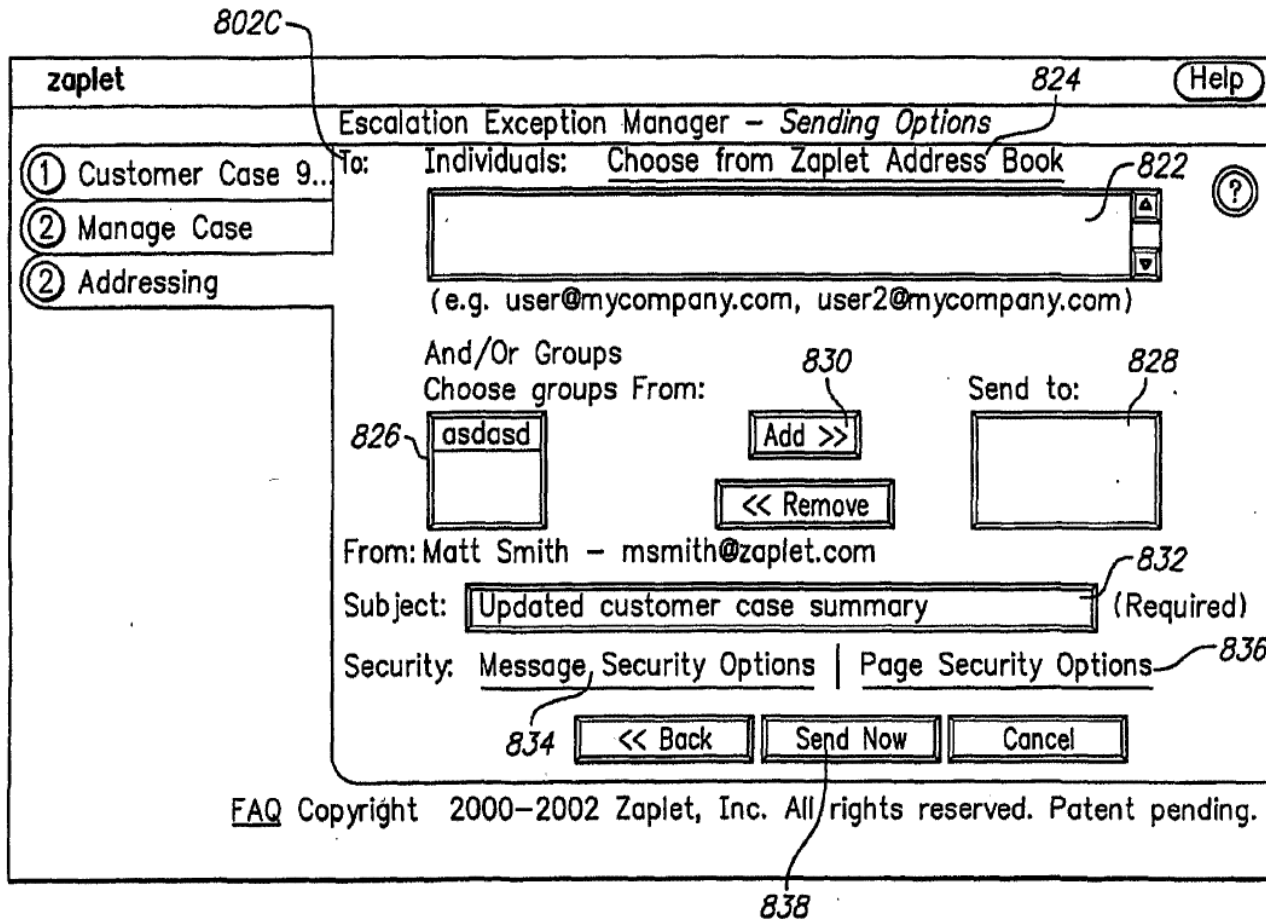 802C
zaplet
824
Help
Escalation Exception Manager – Sending Options
1 Customer Case 9...
To: Individuals: Choose from Zaplet Address Book
822
?
2 Manage Case
2 Addressing
(e.g. user@mycompany.com, user2@mycompany.com)
And/Or Groups
830
828
Choose groups From:
Send to:
826
asdasd
Add >>
<< Remove
From: Matt Smith – msmith@zaplet.com
832
Subject: Updated customer case summary (Required)
Security: Message Security Options | Page Security Options
836
834
<< Back
Send Now
Cancel
FAQ Copyright 2000–2002 Zaplet, Inc. All rights reserved. Patent pending.
838